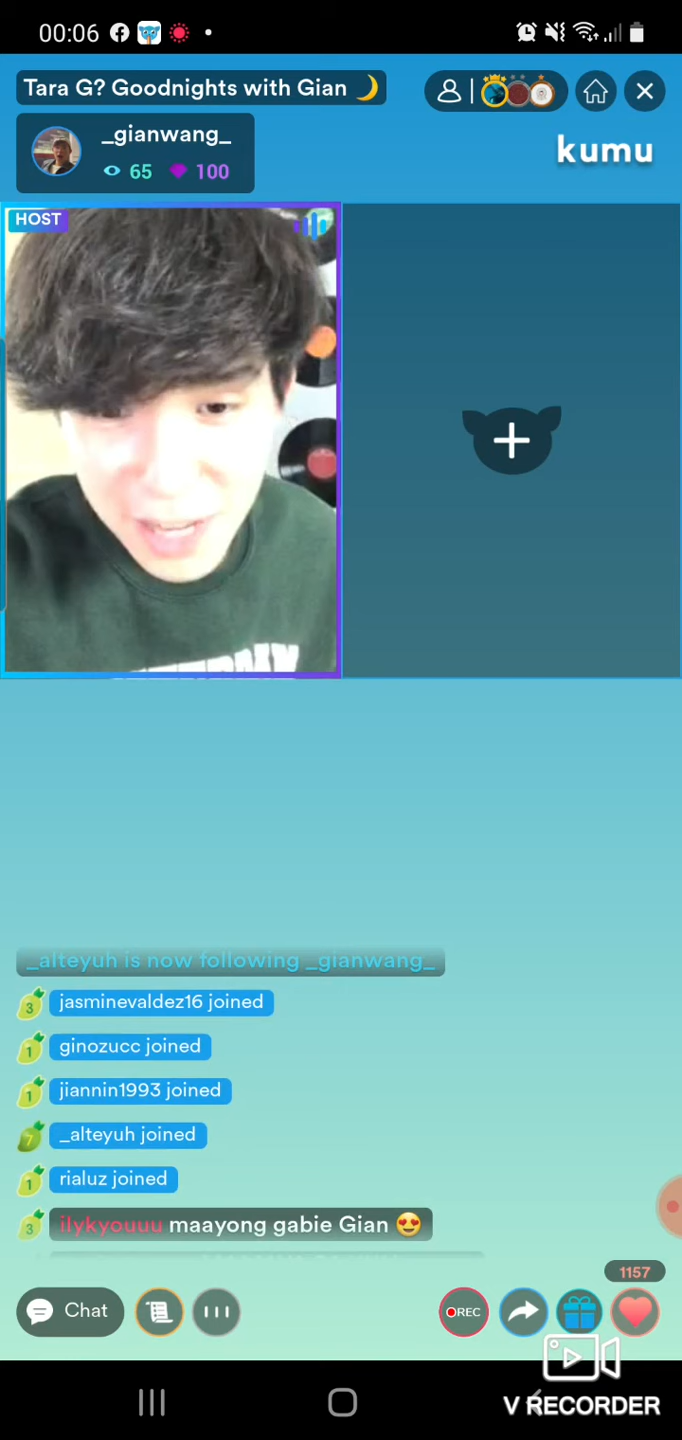 00:06
Tara G? Goodnights with Gian 🌙
_gianwang_
65 100
kumu
HOST
_alteyuh is now following _gianwang_
3 jasminevaldez16 joined
1 ginozucc joined
1 jiannin1993 joined
7 _alteyuh joined
1 rialuz joined
3 ilykyouuu maayong gabie Gian 😍
1157
Chat
REC
V RECORDER